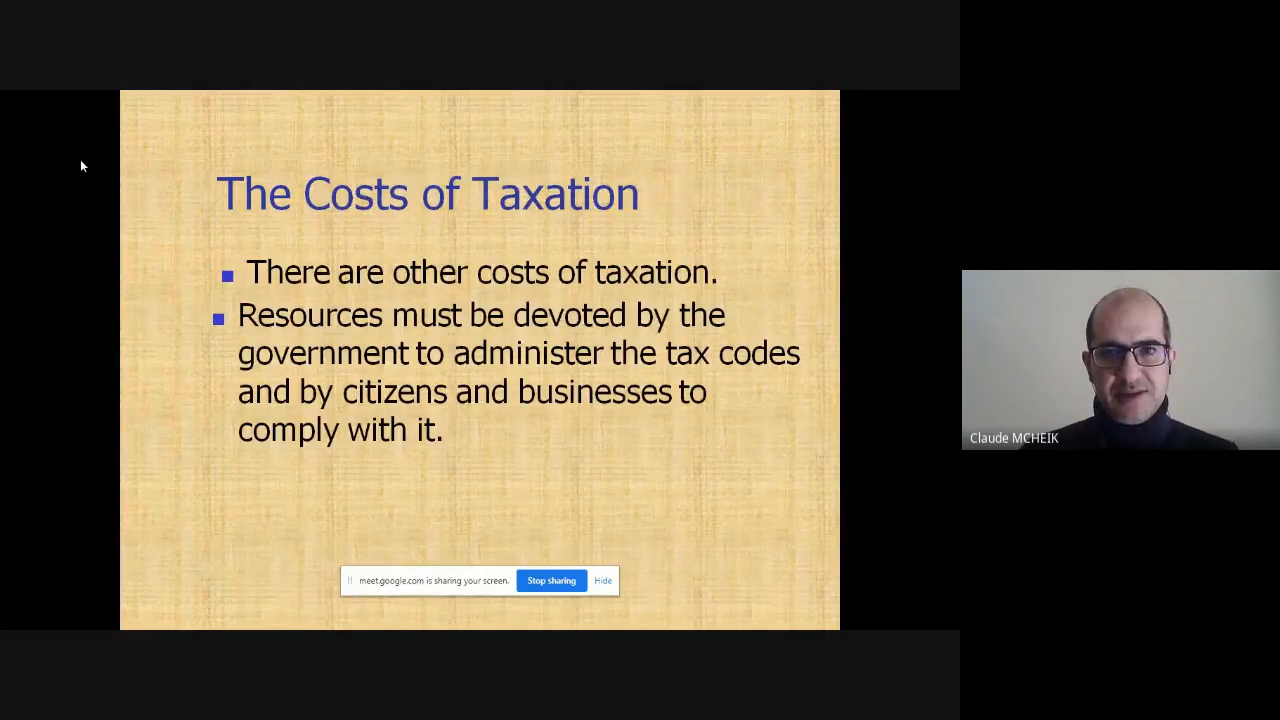 The Costs of Taxation
There are other costs of taxation.
Resources must be devoted by the
government to administer the tax codes
and by citizens and businesses to
comply with it.
meet.google.com is sharing your screen. Stop sharing Hide
Claude MCHEIK